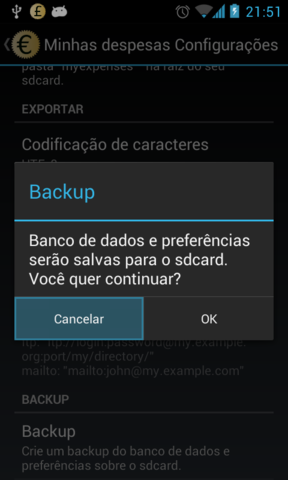 21:51
Minhas despesas Configurações
pasta "myexpenses" na raiz do seu
sdcard.
EXPORTAR
Codificação de caracteres
Backup
Banco de dados e preferências
serão salvas para o sdcard.
Você quer continuar?
Cancelar OK
ftp: "ftp://login:password@my.example.
org:port/my/directory/"
mailto: "mailto:john@my.example.com"
BACKUP
Backup
Crie um backup do banco de dados e
preferências sobre o sdcard.